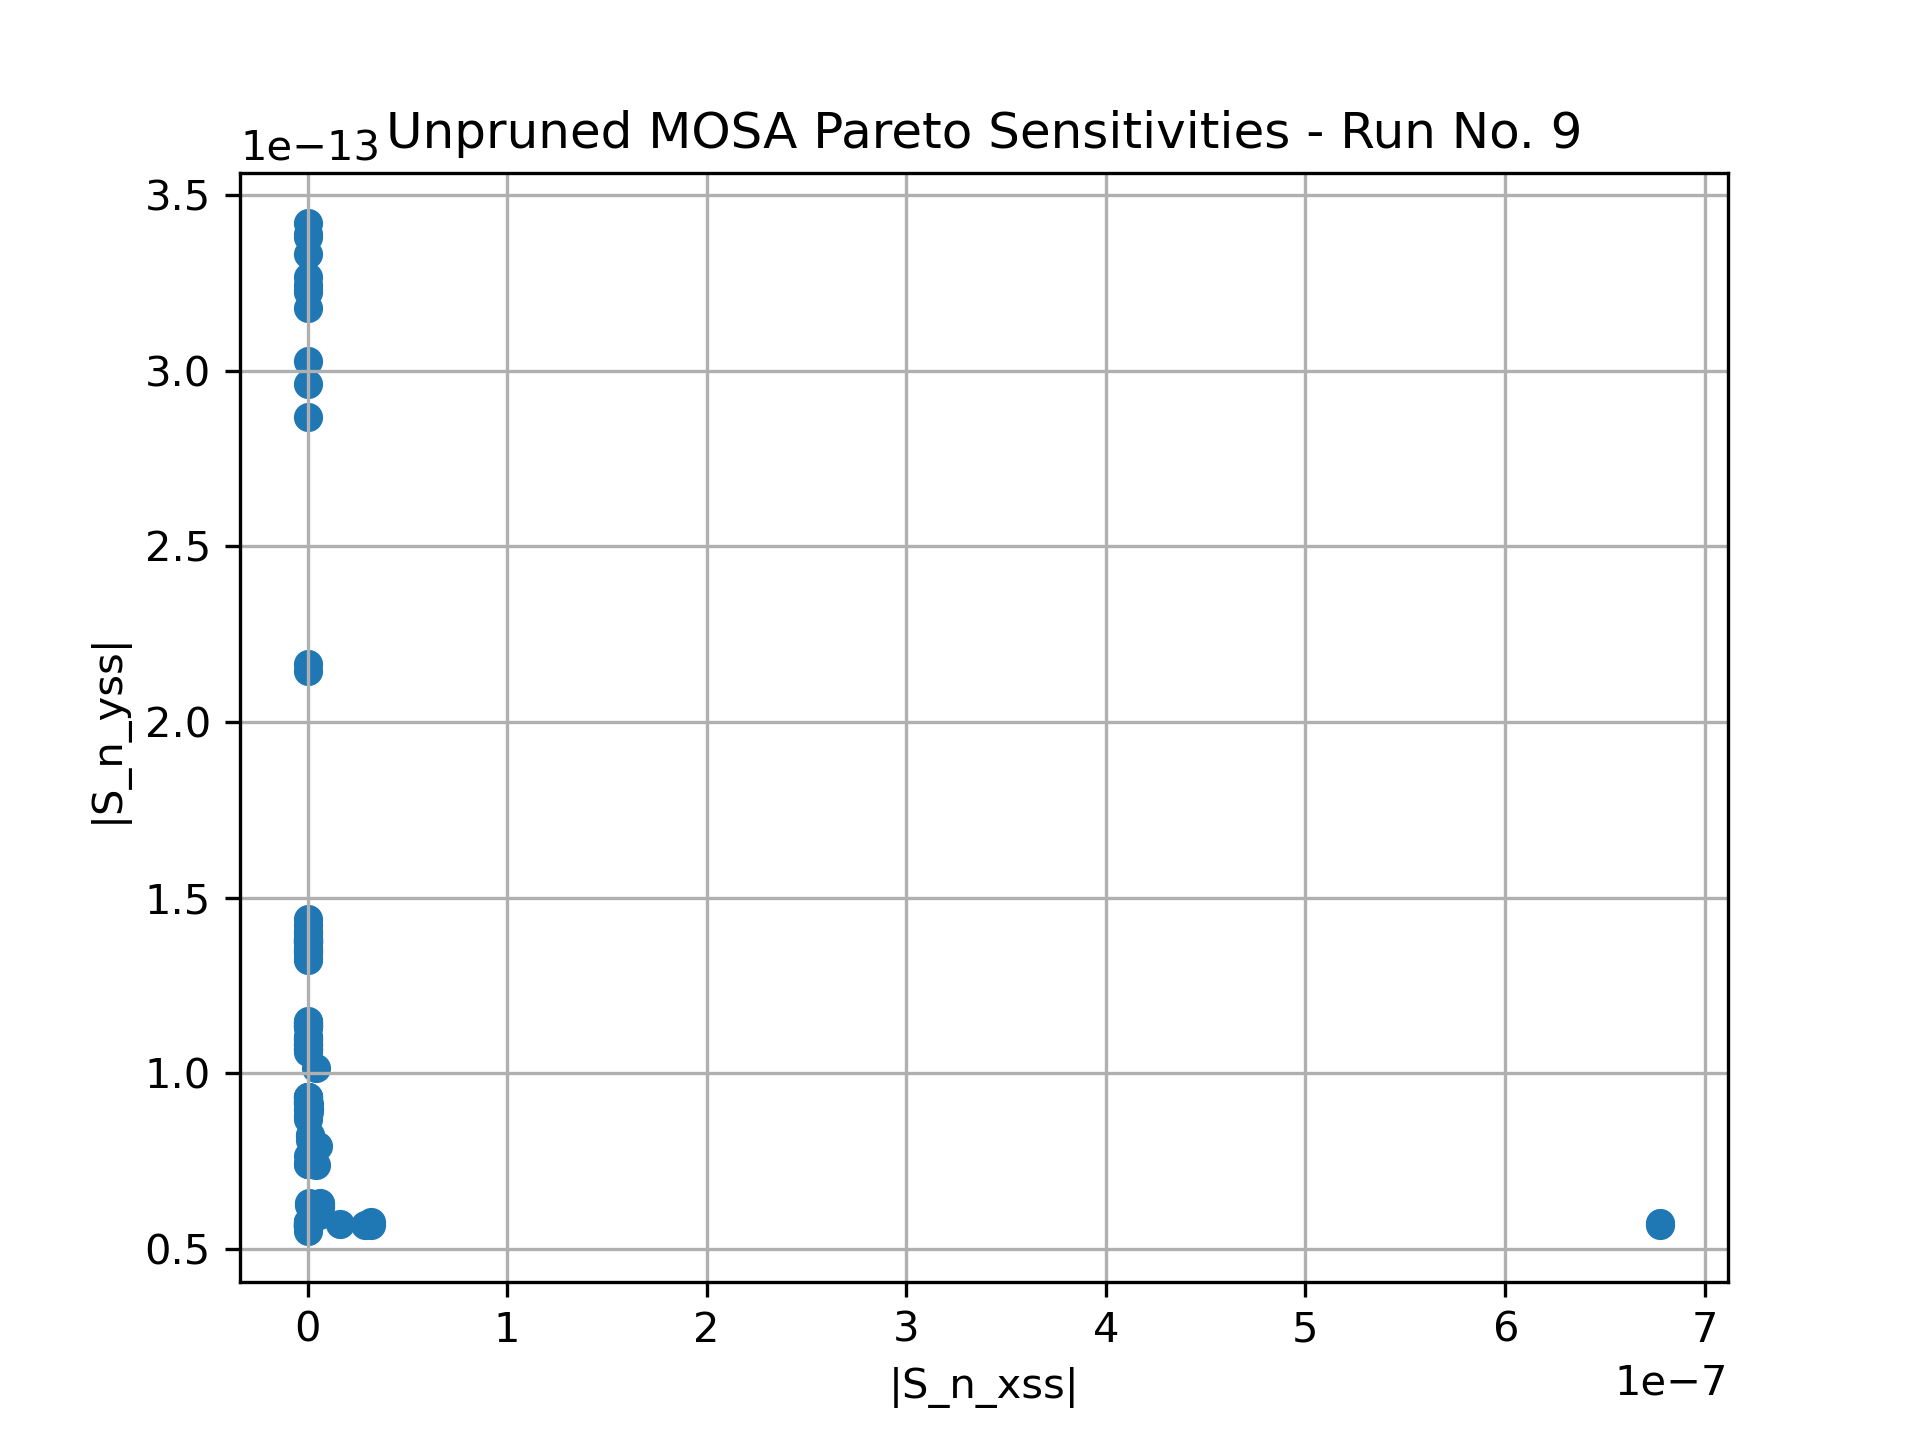 Unpruned MOSA Pareto Sensitivities - Run No. 9
1e−13
3.5
3.0
2.5
2.0
1.5
1.0
0.5
|S_n_yss|
0 1 2 3 4 5 6 7
1e−7
|S_n_xss|